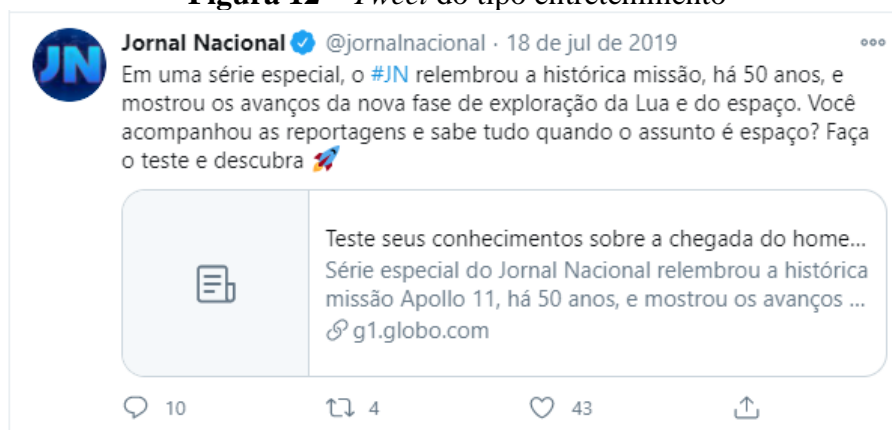 Figura 12 – Tweet do tipo entretenimento
JN
Jornal Nacional @jornalnacional · 18 de jul de 2019
Em uma série especial, o #JN relembrou a histórica missão, há 50 anos, e
mostrou os avanços da nova fase de exploração da Lua e do espaço. Você
acompanhou as reportagens e sabe tudo quando o assunto é espaço? Faça
o teste e descubra 🚀
Teste seus conhecimentos sobre a chegada do home...
Série especial do Jornal Nacional relembrou a histórica
missão Apollo 11, há 50 anos, e mostrou os avanços ...
g1.globo.com
10 4 43